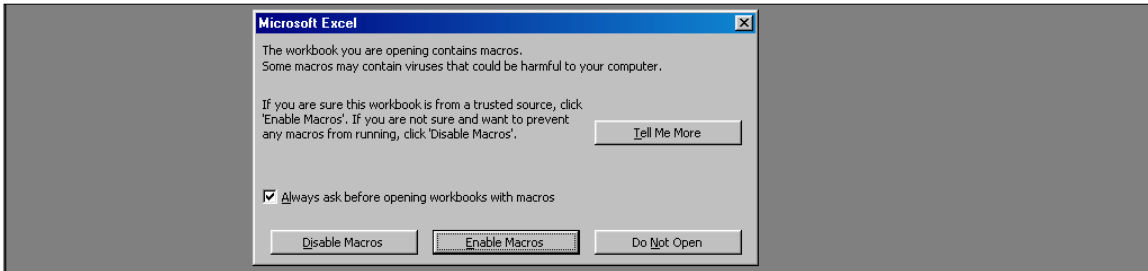 Microsoft Excel
The workbook you are opening contains macros.
Some macros may contain viruses that could be harmful to your computer.
If you are sure this workbook is from a trusted source, click
'Enable Macros'. If you are not sure and want to prevent
any macros from running, click 'Disable Macros'.
Tell Me More
Always ask before opening workbooks with macros
Disable Macros
Enable Macros
Do Not Open